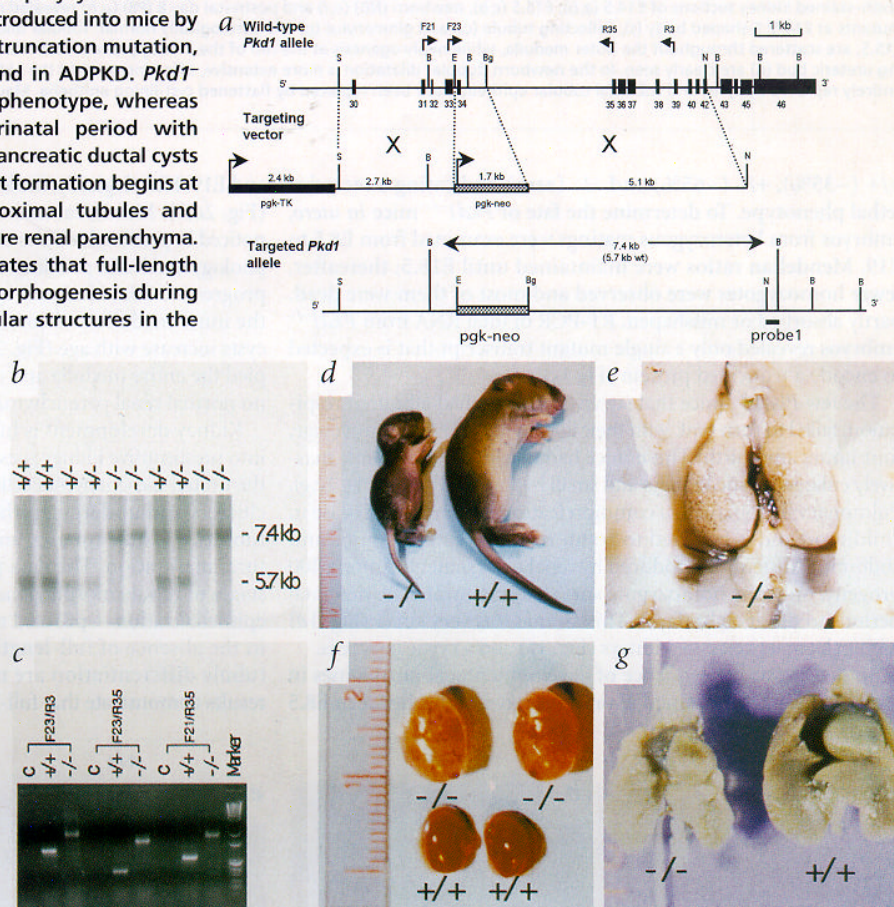 troduced into mice by
truncation mutation,
nd in ADPKD. Pkd1–
phenotype, whereas
rinatal period with
ancreatic ductal cysts
t formation begins at
oximal tubules and
re renal parenchyma.
ates that full-length
orphogenesis during
ular structures in the
a
Wild-type
Pkd1 allele
F21 F23 R35 R3 1 kb
S B E B Bg N B B
5' 3'
30 31 32 33 34 35 36 37 38 39 40 41 42 43 45 46
Targeting
vector
X X
S B N
2.4 kb 2.7 kb 1.7 kb 5.1 kb
pgk-TK pgk-neo
Targeted Pkd1
allele
B 7.4 kb B
(5.7 kb wt)
S E Bg N B B
5' 3'
pgk-neo probe1
b
+/+ +/+ +/- +/- -/- -/- +/- +/- -/- -/-
- 7.4kb
- 5.7kb
c
F23/R3 F23/R35 F21/R35
C +/+ -/- C +/+ -/- C +/+ -/- Marker
d
-/- +/+
e
-/-
f
2
-/- -/-
+/+ +/+
g
-/- +/+